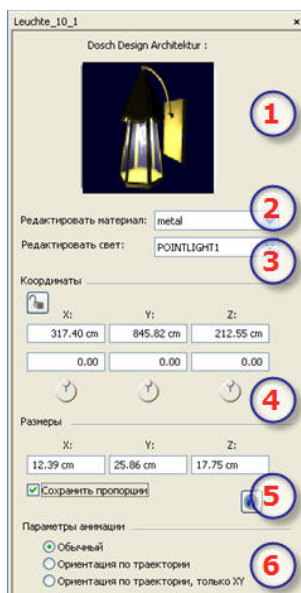 Leuchte_10_1 ×
Dosch Design Architektur :
1
Редактировать материал: metal
2
Редактировать свет: POINTLIGHT1
3
Координаты
X: Y: Z:
317.40 cm 845.82 cm 212.55 cm
0.00 0.00 0.00
4
Размеры
X: Y: Z:
12.39 cm 25.86 cm 17.75 cm
Сохранить пропорции
5
Параметры анимации
Обычный
Ориентация по траектории
6
Ориентация по траектории, только XY